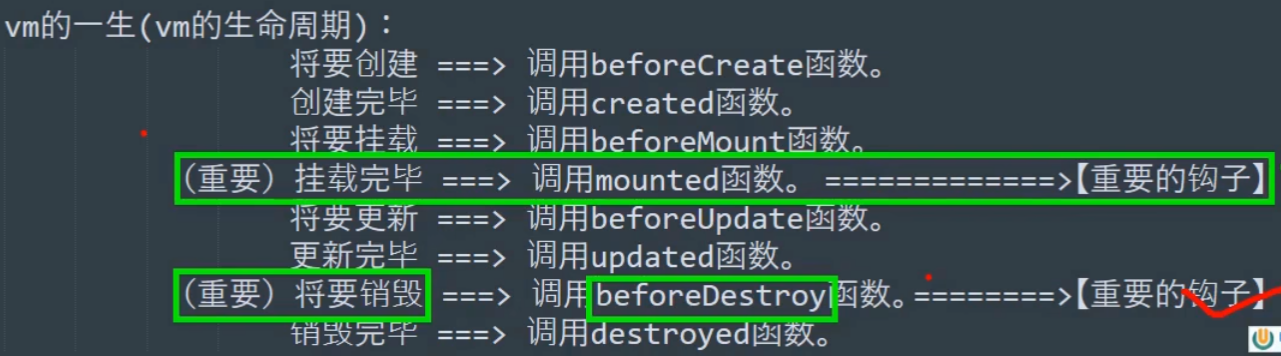 vm的一生(vm的生命周期)：
将要创建 ===> 调用beforeCreate函数。
创建完毕 ===> 调用created函数。
将要挂载 ===> 调用beforeMount函数。
(重要) 挂载完毕 ===> 调用mounted函数。 =============>【重要的钩子】
将要更新 ===> 调用beforeUpdate函数。
更新完毕 ===> 调用updated函数。
(重要) 将要销毁 ===> 调用beforeDestroy函数。========>【重要的钩子】
销毁完毕 ===> 调用destroyed函数。